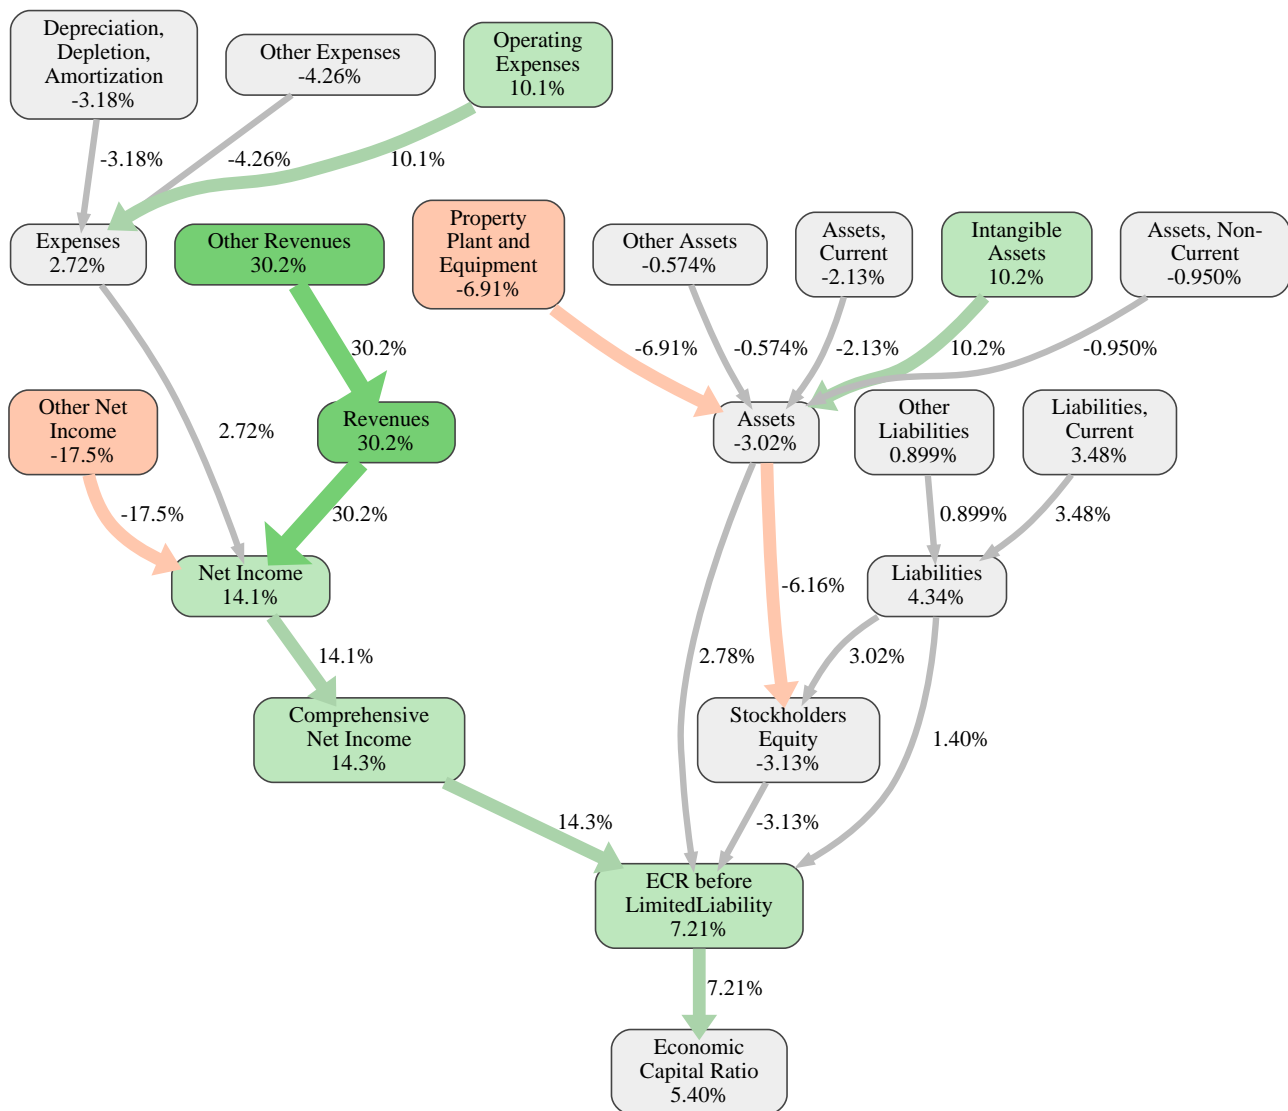 Depreciation,
Depletion,
Amortization
-3.18%
Other Expenses
-4.26%
Operating
Expenses
10.1%
-3.18%
-4.26%
10.1%
Expenses
2.72%
Other Revenues
30.2%
Property
Plant and
Equipment
-6.91%
Other Assets
-0.574%
Assets,
Current
-2.13%
Intangible
Assets
10.2%
Assets, Non-
Current
-0.950%
30.2%
-6.91%
-0.574%
-2.13%
10.2%
-0.950%
Other Net
Income
-17.5%
2.72%
Revenues
30.2%
Assets
-3.02%
Other
Liabilities
0.899%
Liabilities,
Current
3.48%
-17.5%
30.2%
0.899%
3.48%
Net Income
14.1%
-6.16%
Liabilities
4.34%
14.1%
2.78%
3.02%
Comprehensive
Net Income
14.3%
Stockholders
Equity
-3.13%
1.40%
14.3%
-3.13%
ECR before
LimitedLiability
7.21%
7.21%
Economic
Capital Ratio
5.40%